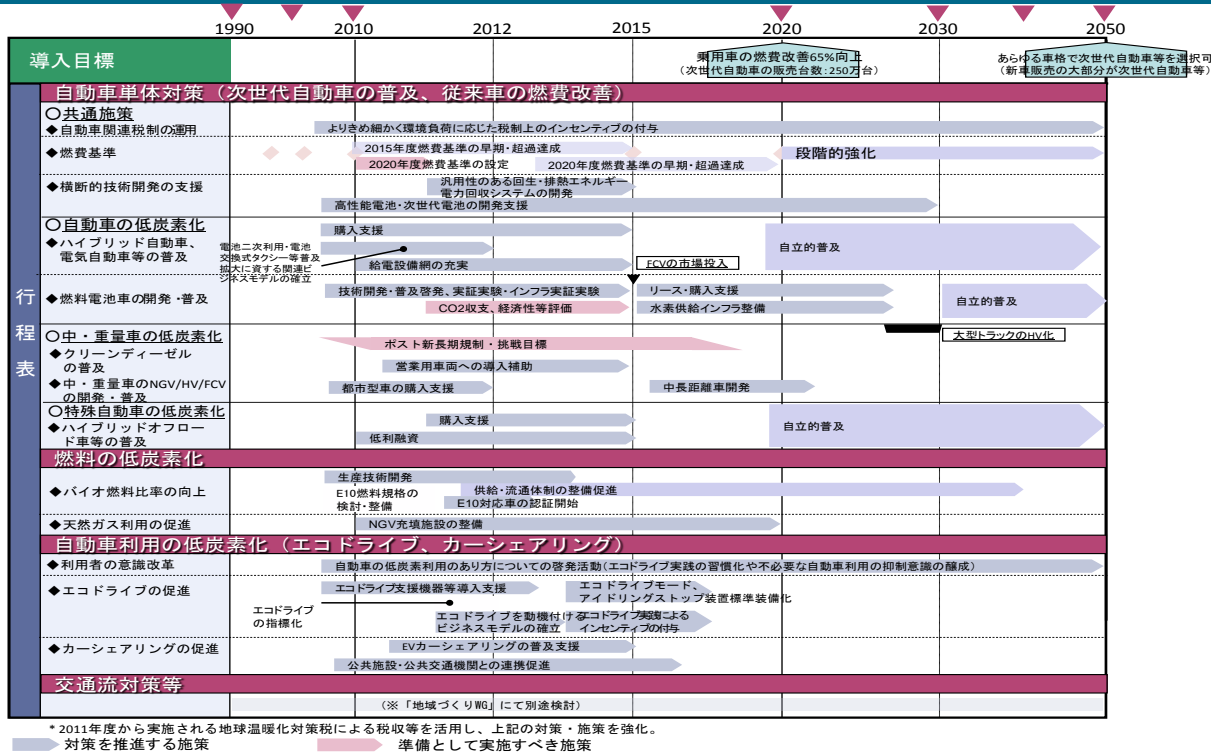 1990 2010 2012 2015 2020 2030 2050
導入目標
乗用車の燃費改善65%向上
(次世代自動車の販売台数:250万台)
あらゆる車格で次世代自動車等を選択可
(新車販売の大部分が次世代自動車等)
行程表
自動車単体対策(次世代自動車の普及、従来車の燃費改善)
○共通施策
◆自動車関連税制の運用
よりきめ細かく環境負荷に応じた税制上のインセンティブの付与
◆燃費基準
2015年度燃費基準の早期・超過達成
2020年度燃費基準の設定
2020年度燃費基準の早期・超過達成
段階的強化
◆横断的技術開発の支援
汎用性のある回生・排熱エネルギー
電力回収システムの開発
高性能電池・次世代電池の開発支援
○自動車の低炭素化
◆ハイブリッド自動車、
電気自動車等の普及
購入支援
電池二次利用・電池
交換式タクシー等普及
拡大に資する関連ビ
ジネスモデルの確立
給電設備網の充実
自立的普及
FCVの市場投入
◆燃料電池車の開発・普及
技術開発・普及啓発、実証実験・インフラ実証実験
リース・購入支援
CO2収支、経済性等評価
水素供給インフラ整備
自立的普及
○中・重量車の低炭素化
大型トラックのHV化
◆クリーンディーゼル
の普及
ポスト新長期規制・挑戦目標
営業用車両への導入補助
◆中・重量車のNGV/HV/FCV
の開発・普及
都市型車の購入支援
中長距離車開発
○特殊自動車の低炭素化
◆ハイブリッドオフロー
ド車等の普及
購入支援
低利融資
自立的普及
燃料の低炭素化
◆バイオ燃料比率の向上
生産技術開発
E10燃料規格の
検討・整備
供給・流通体制の整備促進
E10対応車の認証開始
◆天然ガス利用の促進
NGV充填施設の整備
自動車利用の低炭素化(エコドライブ、カーシェアリング)
◆利用者の意識改革
自動車の低炭素利用のあり方についての啓発活動(エコドライブ実践の習慣化や不必要な自動車利用の抑制意識の醸成)
◆エコドライブの促進
エコドライブ支援機器等導入支援
エコドライブモード、
アイドリングストップ装置標準装備化
エコドライブ
の指標化
エコドライブを動機付ける
ビジネスモデルの確立
エコドライブ実践による
インセンティブの付与
◆カーシェアリングの促進
EVカーシェアリングの普及支援
公共施設・公共交通機関との連携促進
交通流対策等
(※「地域づくりWG」にて別途検討)
*2011年度から実施される地球温暖化対策税による税収等を活用し、上記の対策・施策を強化。
対策を推進する施策
準備として実施すべき施策